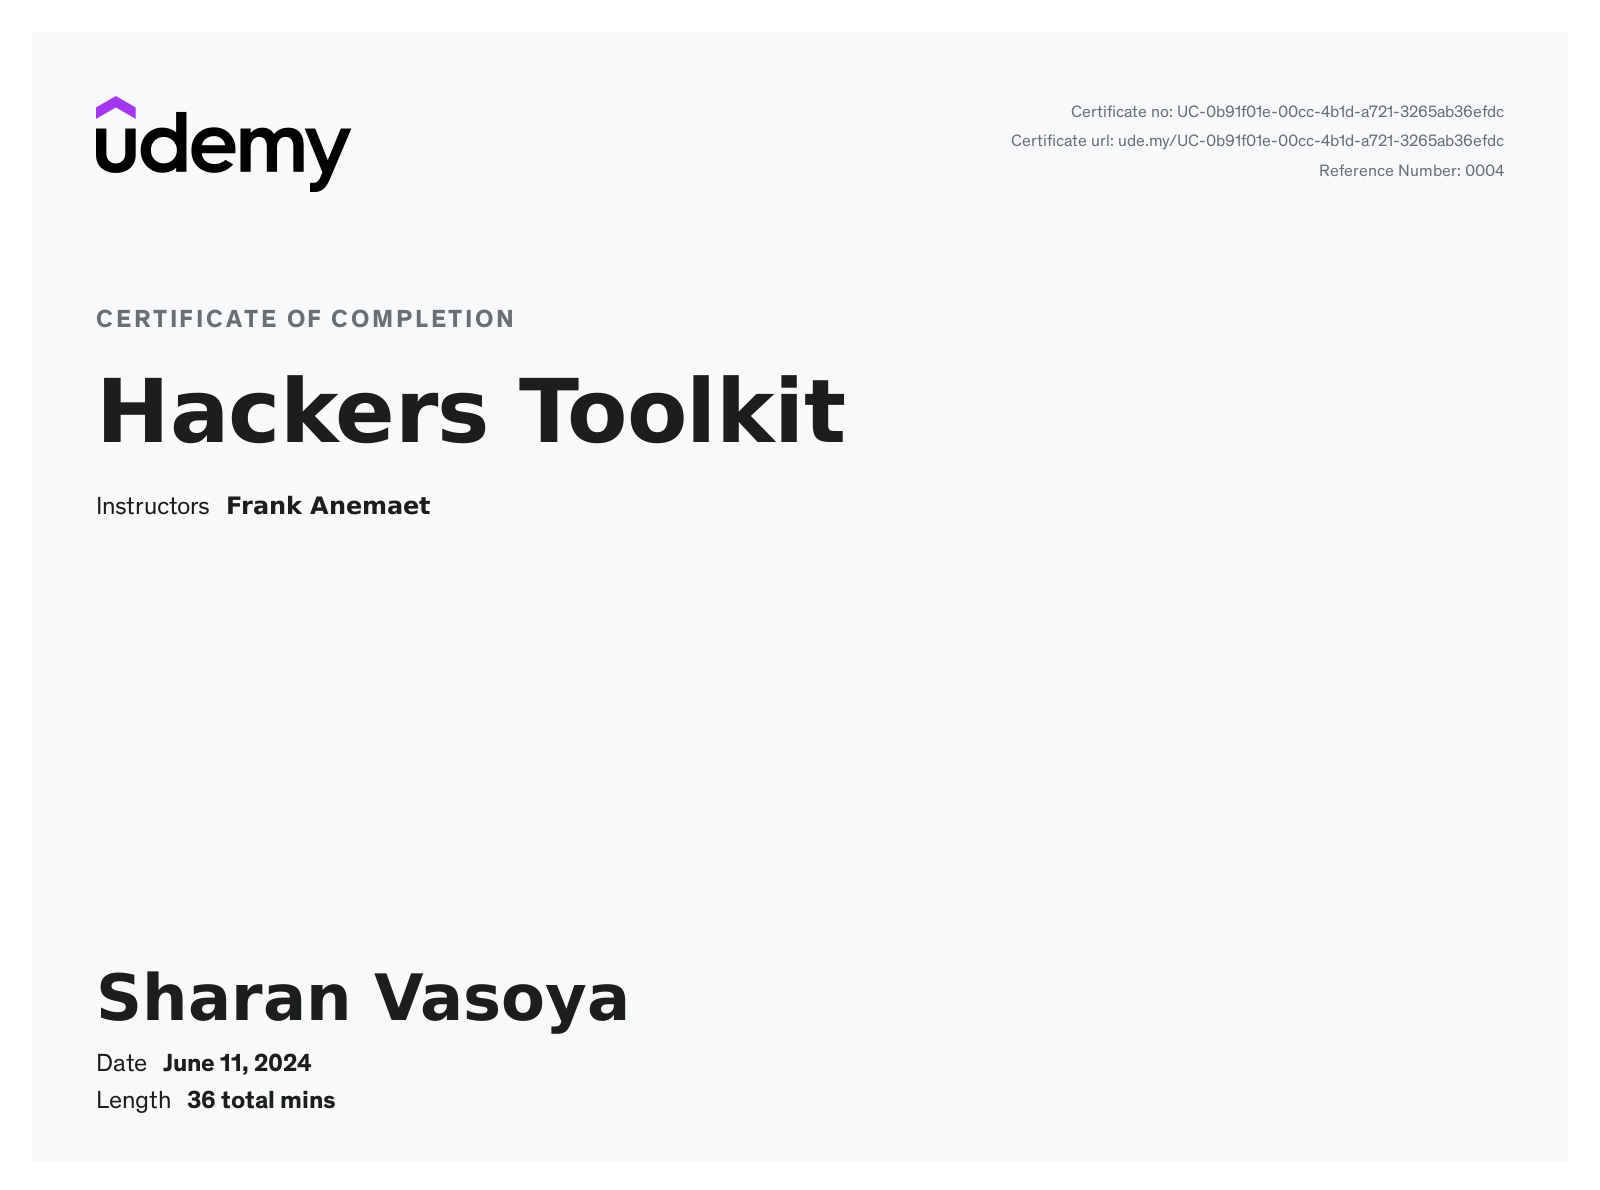 udemy
Certificate no: UC-0b91f01e-00cc-4b1d-a721-3265ab36efdc
Certificate url: ude.my/UC-0b91f01e-00cc-4b1d-a721-3265ab36efdc
Reference Number: 0004
CERTIFICATE OF COMPLETION
Hackers Toolkit
Instructors Frank Anemaet
Sharan Vasoya
Date June 11, 2024
Length 36 total mins